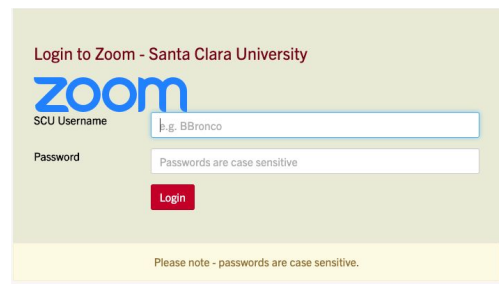 Login to Zoom - Santa Clara University
zoom
SCU Username
e.g. BBronco
Password
Passwords are case sensitive
Login
Please note - passwords are case sensitive.